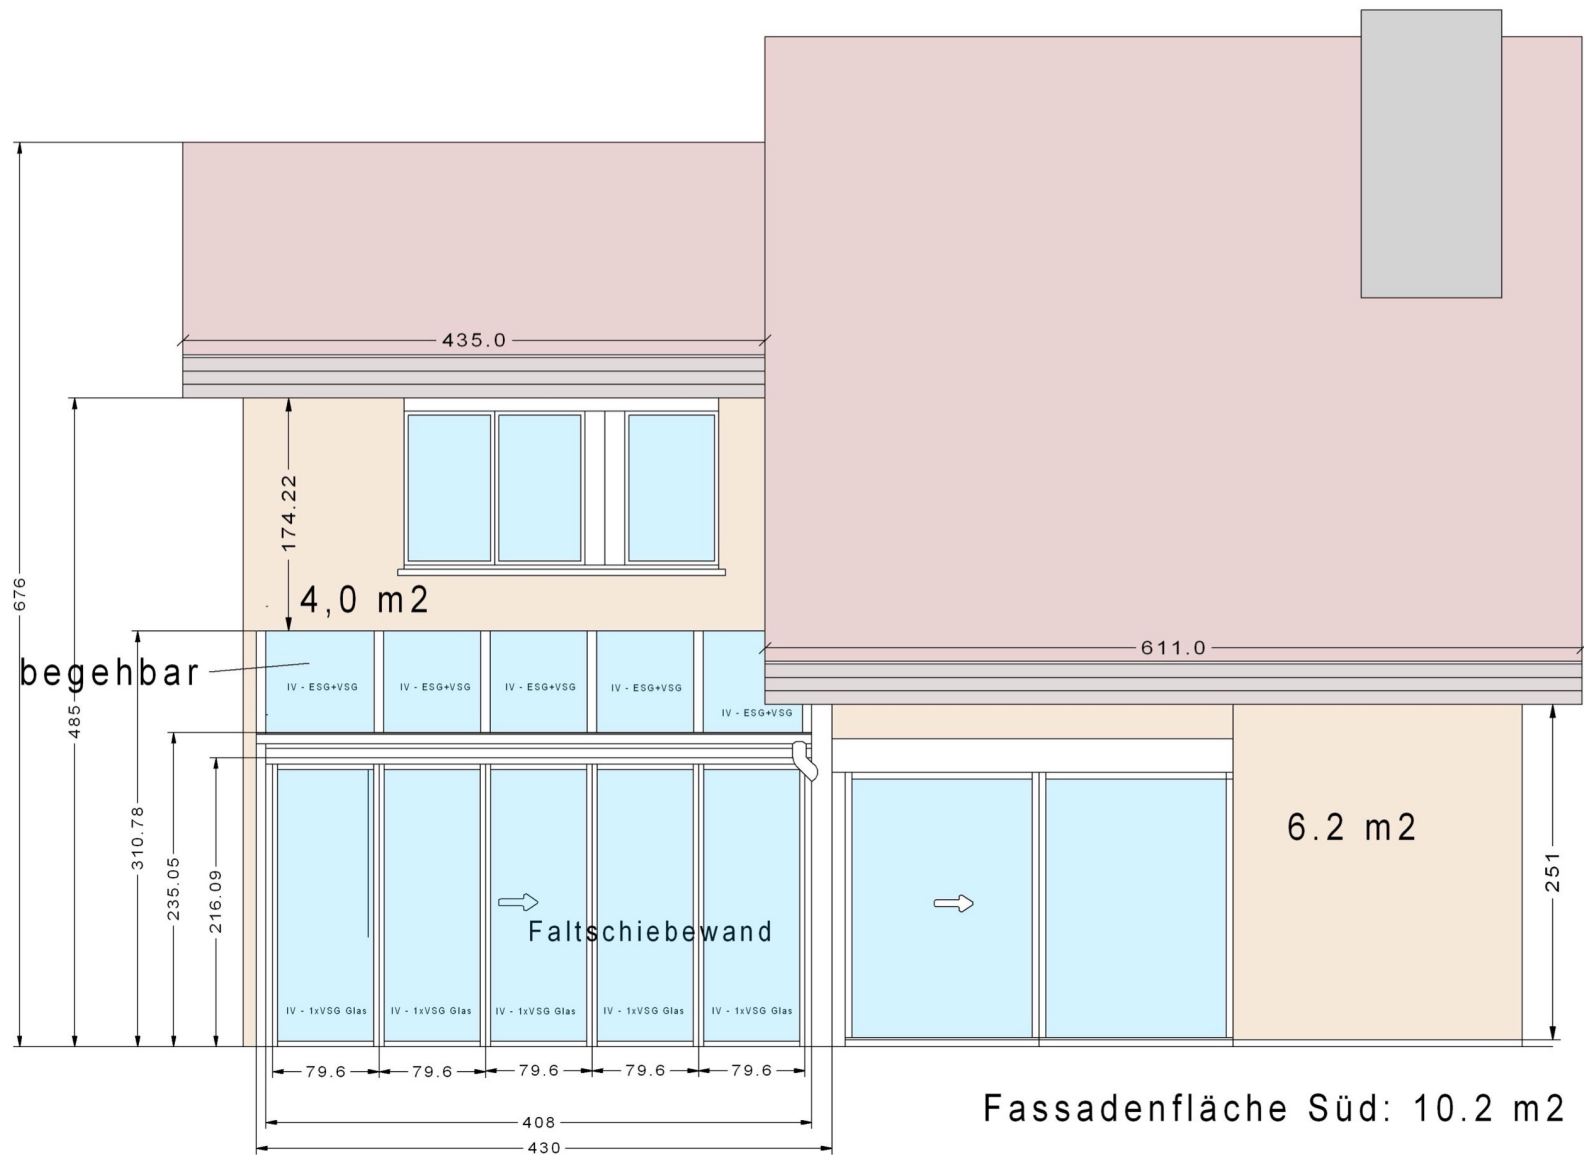 435.0
174.22
676
4,0 m2
611.0
begehbar
IV - ESG+VSG
IV - ESG+VSG
IV - ESG+VSG
IV - ESG+VSG
IV - ESG+VSG
485
310.78
235.05
216.09
6.2 m2
251
Faltschiebewand
IV - 1xVSG Glas
IV - 1xVSG Glas
IV - 1xVSG Glas
IV - 1xVSG Glas
IV - 1xVSG Glas
79.6
79.6
79.6
79.6
79.6
Fassadenfläche Süd: 10.2 m2
408
430